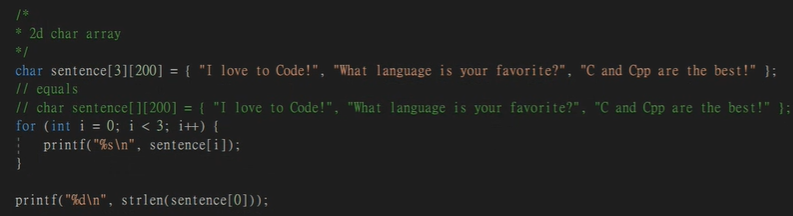 /*
* 2d char array
*/
char sentence[3][200] = { "I love to Code!", "What language is your favorite?", "C and Cpp are the best!" };
// equals
// char sentence[][200] = { "I love to Code!", "What language is your favorite?", "C and Cpp are the best!" };
for (int i = 0; i < 3; i++) {
    printf("%s\n", sentence[i]);
}
printf("%d\n", strlen(sentence[0]));